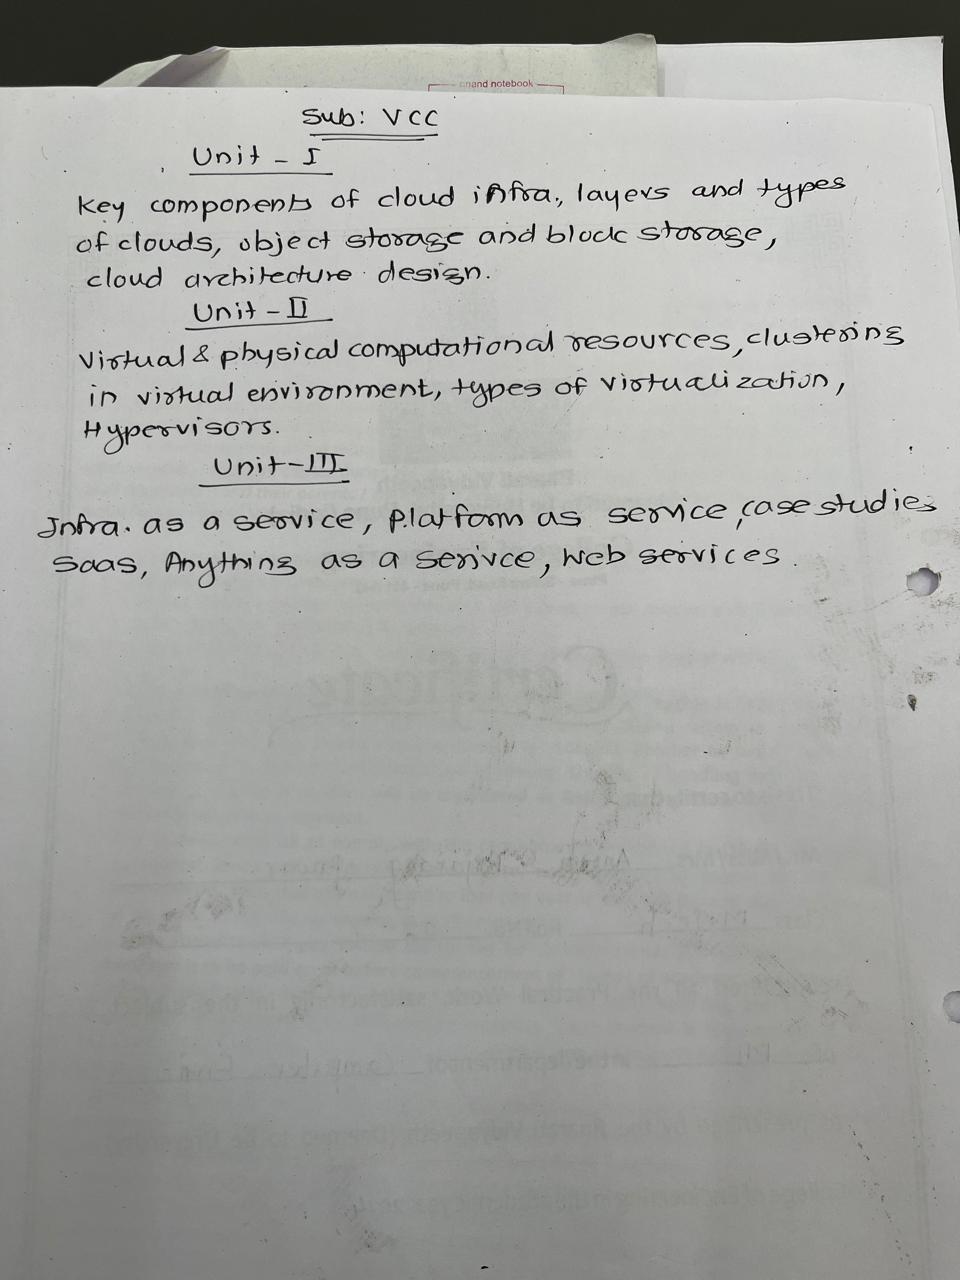 anand notebook
Sub: VCC
Unit - I
Key components of cloud infra., layers and types
of clouds, object storage and block storage,
cloud architecture design.
Unit - II
Virtual & physical computational resources, clustering
in virtual environment, types of virtualization,
Hypervisors.
Unit - III
Infra. as a service, Platform as service, case studies
Saas, Anything as a serivce, Web services.